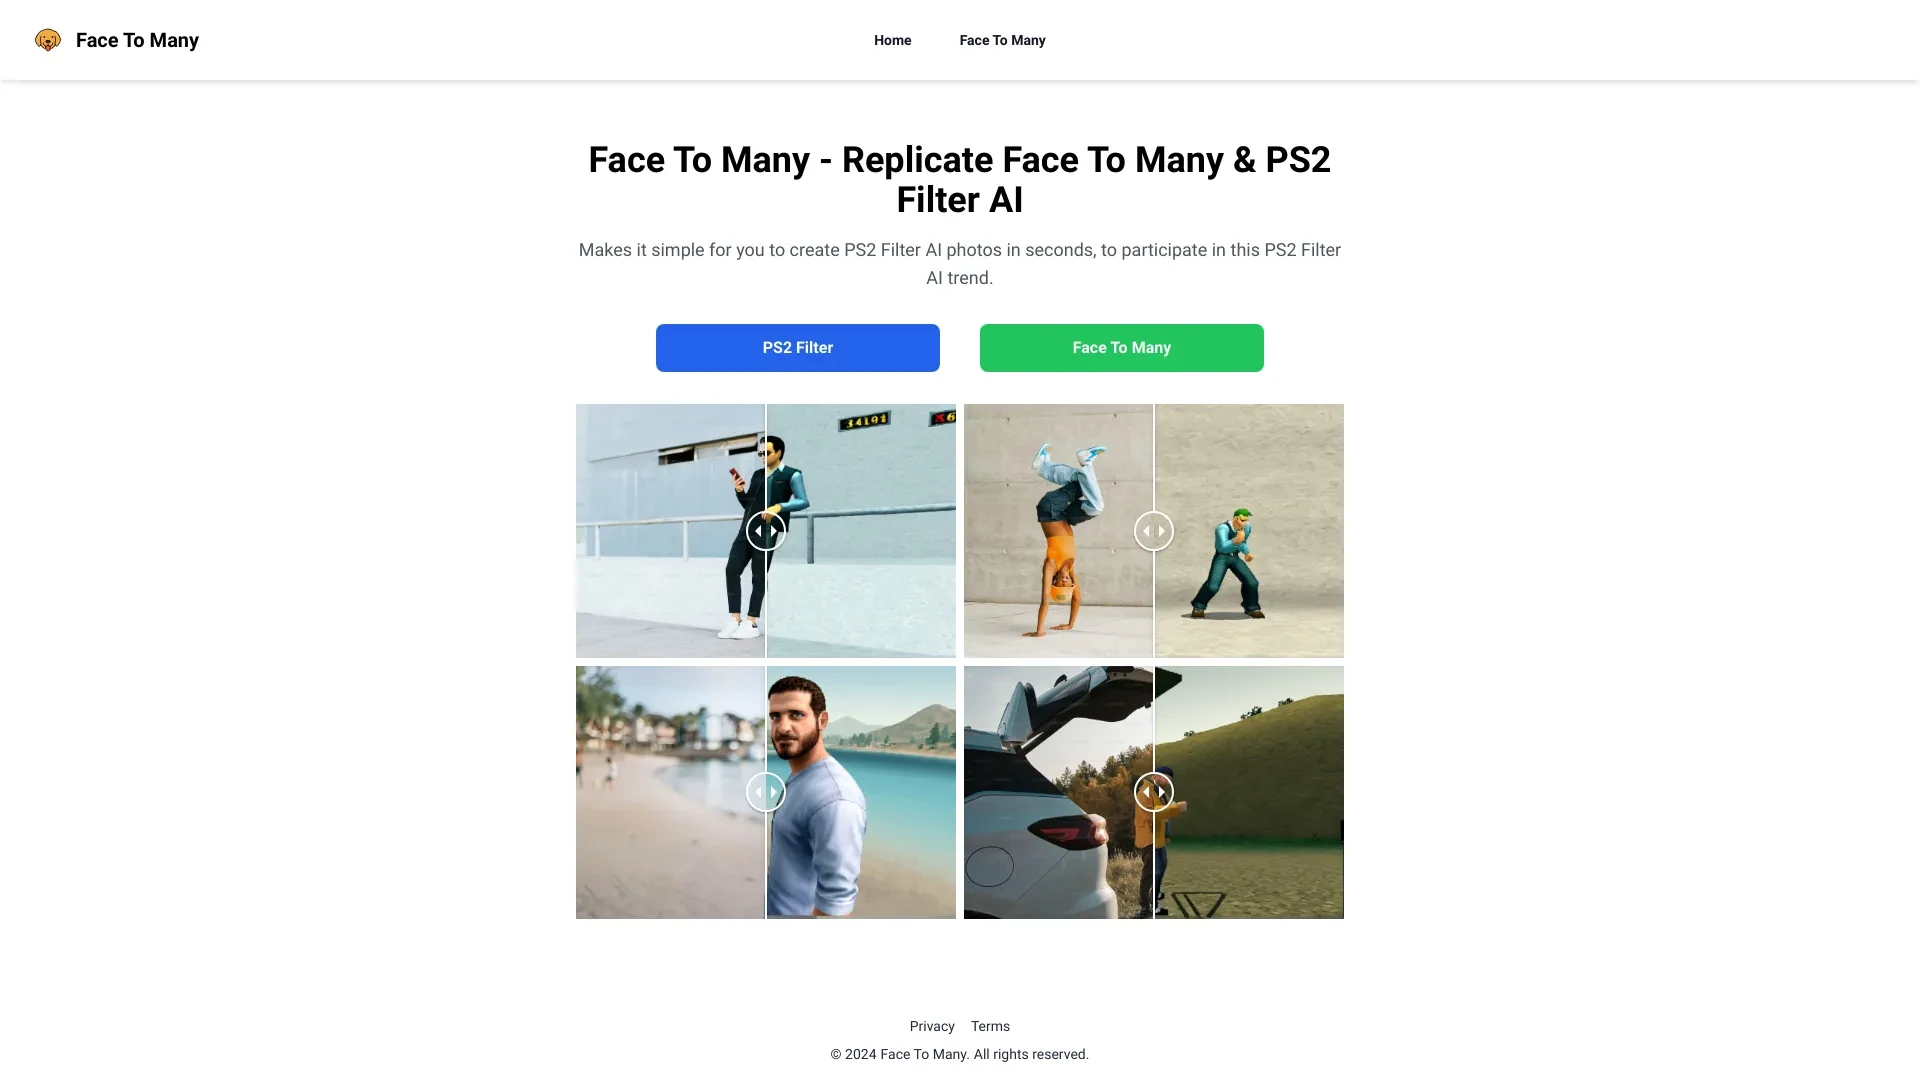 Face To Many
Home
Face To Many
Face To Many - Replicate Face To Many & PS2
Filter AI
Makes it simple for you to create PS2 Filter AI photos in seconds, to participate in this PS2 Filter
AI trend.
PS2 Filter
Face To Many
34191
Privacy
Terms
© 2024 Face To Many. All rights reserved.